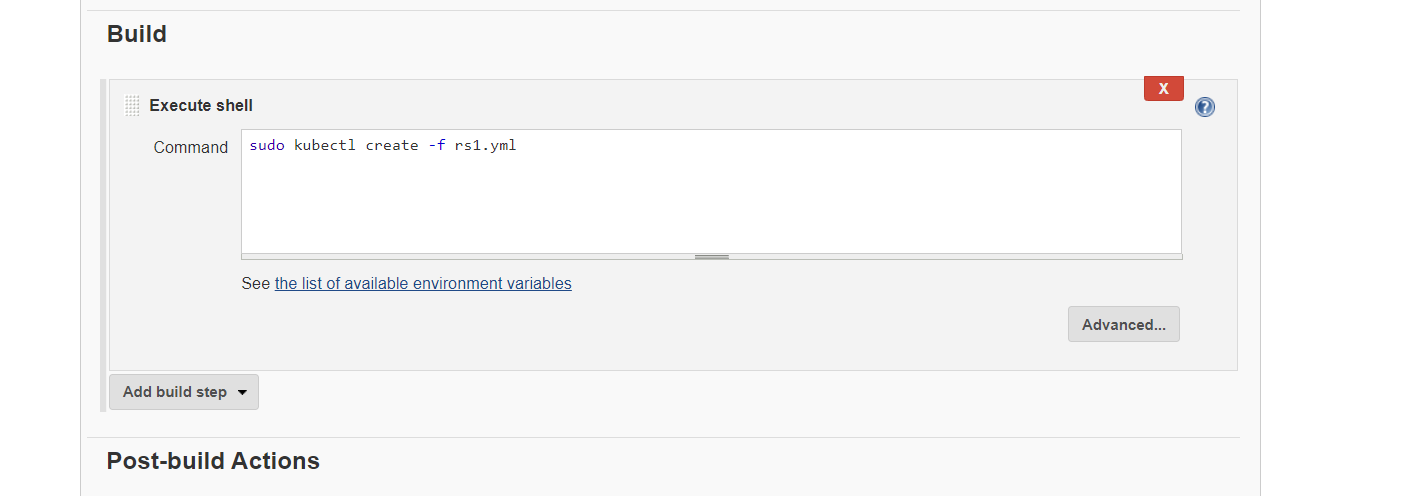 Build
Execute shell
X
Command
sudo kubectl create -f rs1.yml
See the list of available environment variables
Advanced...
Add build step
Post-build Actions